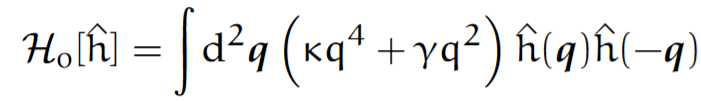 ℋ₀[ĥ] = ∫ d²𝒒 (κq⁴ + γq²) ĥ(𝒒)ĥ(−𝒒)